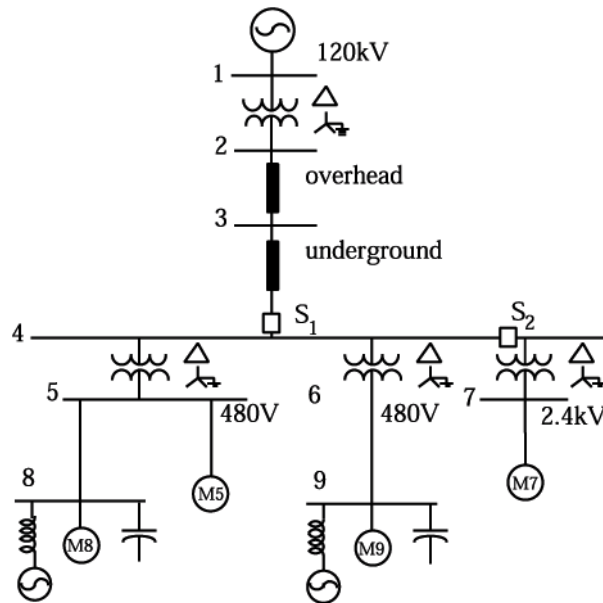 120kV
1
2
overhead
3
underground
S1
S2
4
5
480V
6
480V
7
2.4kV
8
M5
9
M7
M8
M9